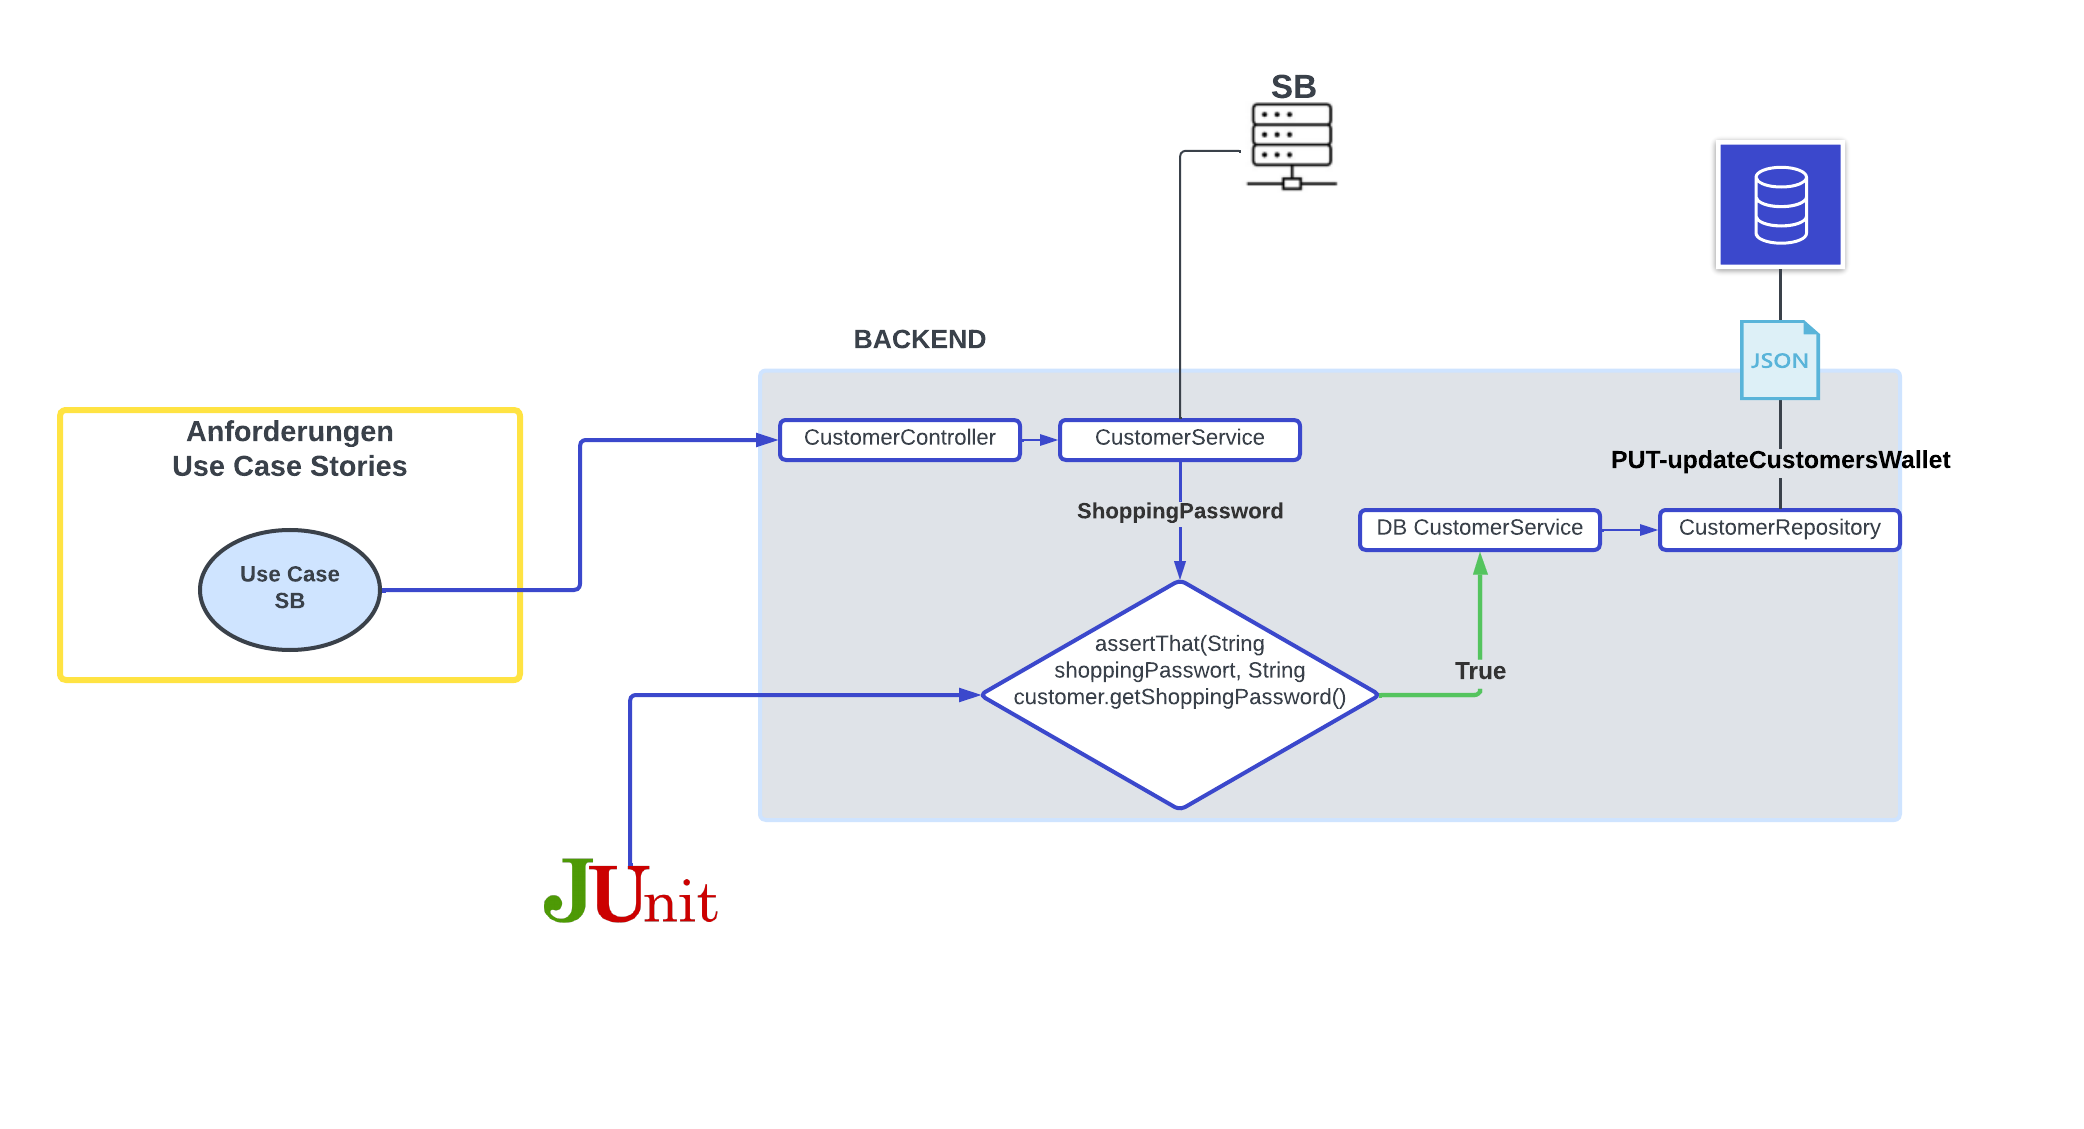 SB
BACKEND
JSON
Anforderungen
Use Case Stories
CustomerController
CustomerService
PUT-updateCustomersWallet
ShoppingPassword
DB CustomerService
CustomerRepository
Use Case
SB
assertThat(String
shoppingPasswort, String
customer.getShoppingPassword()
True
JUnit